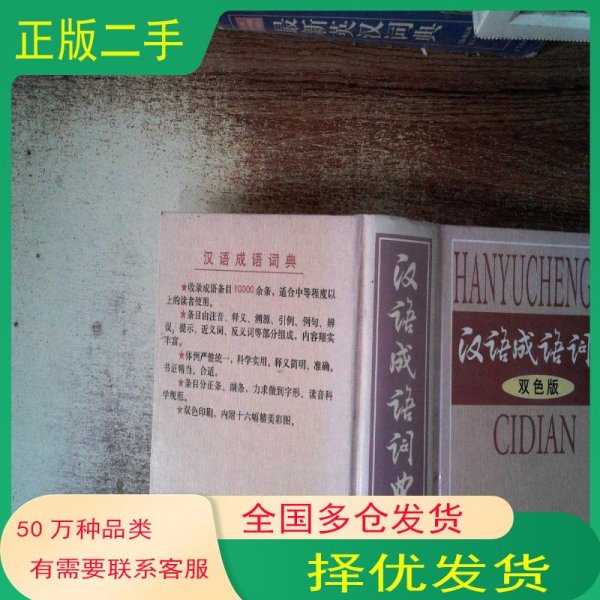 正版二手
最新英汉词典
汉语成语词典
★收录成语条目10000余条，适合中等程度以
上的读者使用。
★条目由注音、释义、溯源、引例、例句、辨
误、提示、近义词、反义词等部分组成，内容翔实
丰富。
★体例严整统一，科学实用，释义简明、准确，
书证精当、合适。
★条目分正条、副条，力求做到字形、读音科
学规范。
★双色印刷，内附十六幅精美彩图。
汉语成语词典
HANYUCHENG
汉语成语词
双色版
CIDIAN
50万种品类
有需要联系客服
全国多仓发货
择优发货